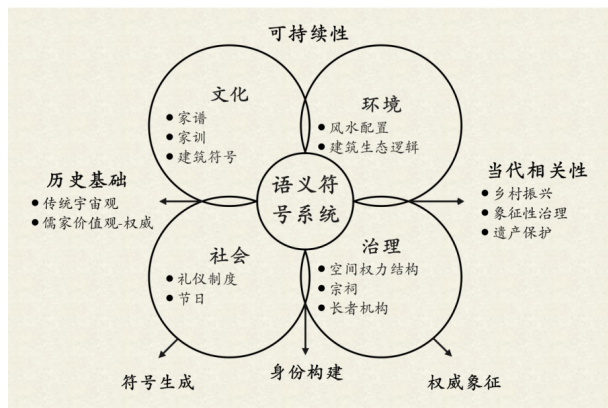 可持续性
文化
● 家谱
● 家训
● 建筑符号
环境
● 风水配置
● 建筑生态逻辑
历史基础
● 传统宇宙观
● 儒家价值观-权威
语义符
号系统
当代相关性
● 乡村振兴
● 象征性治理
● 遗产保护
社会
● 礼仪制度
● 节日
治理
● 空间权力结构
● 宗祠
● 长者机构
符号生成
身份构建
权威象征